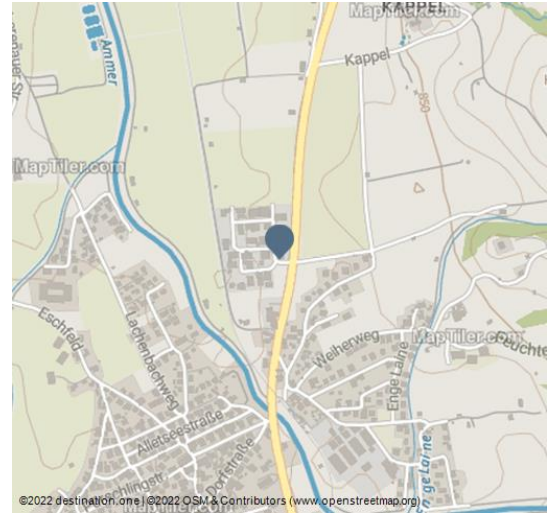 MapTiler.com
KAPPEL
Kappel
Ammer
850
MapTiler.com
Eschfeld
Lachenbachweg
Weiherweg
MapTiler.com
Enge Laine
Alletseestraße
Dorfstraße
©2022 destination.one | ©2022 OSM & Contributors (www.openstreetmap.org)